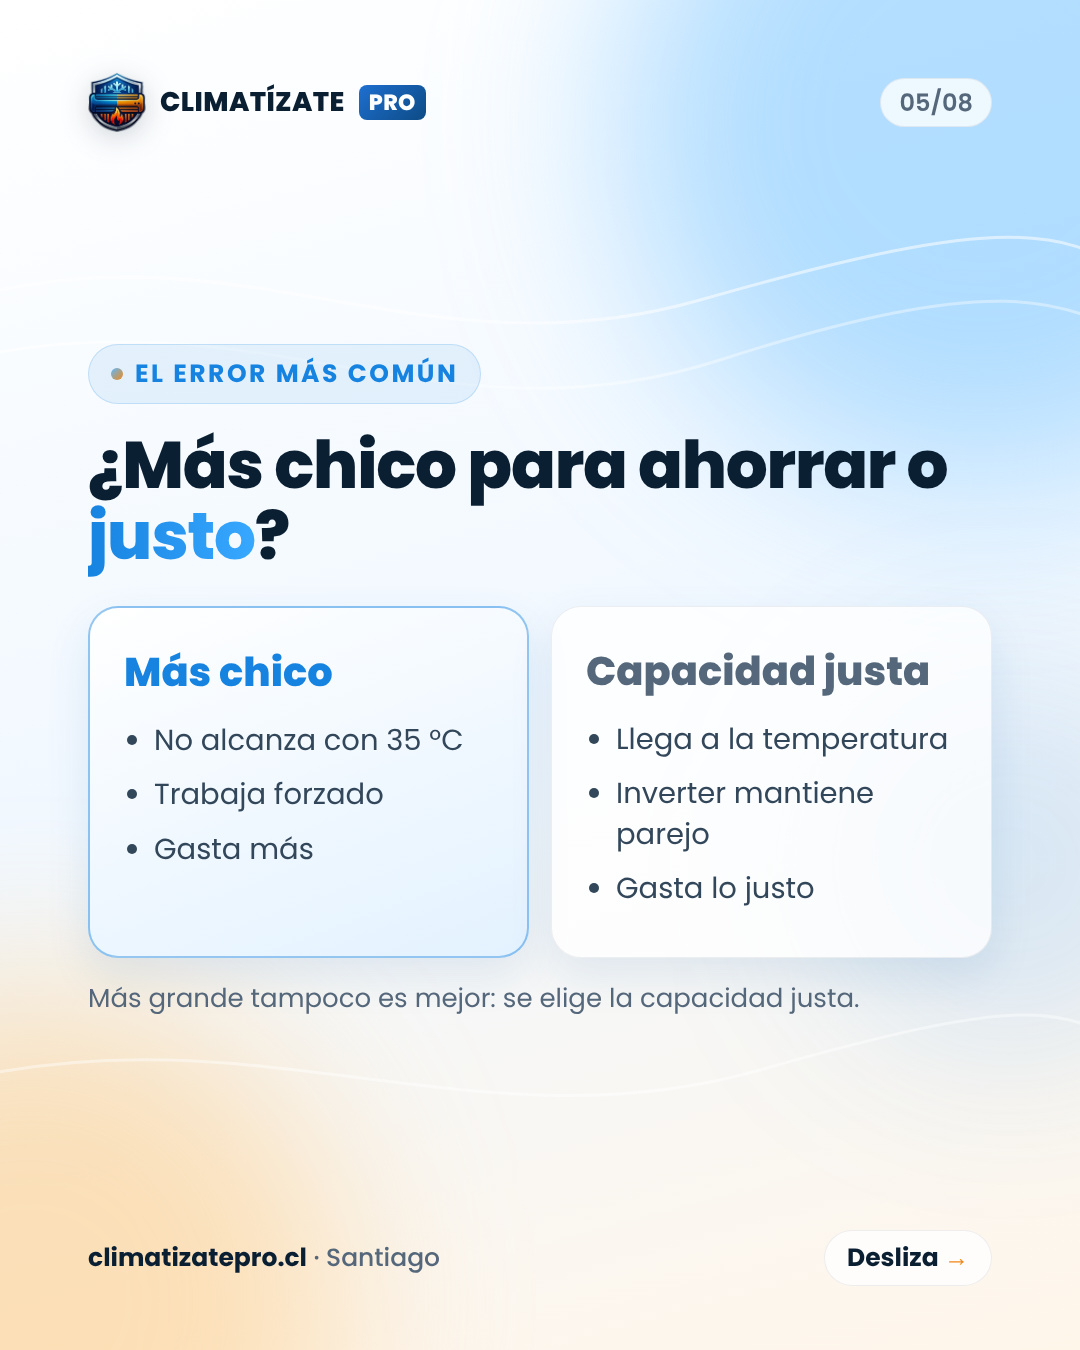 CLIMATÍZATE PRO
05/08
EL ERROR MÁS COMÚN
¿Más chico para ahorrar o
justo?
Más chico
• No alcanza con 35 °C
• Trabaja forzado
• Gasta más
Capacidad justa
• Llega a la temperatura
• Inverter mantiene
parejo
• Gasta lo justo
Más grande tampoco es mejor: se elige la capacidad justa.
climatizatepro.cl · Santiago
Desliza →